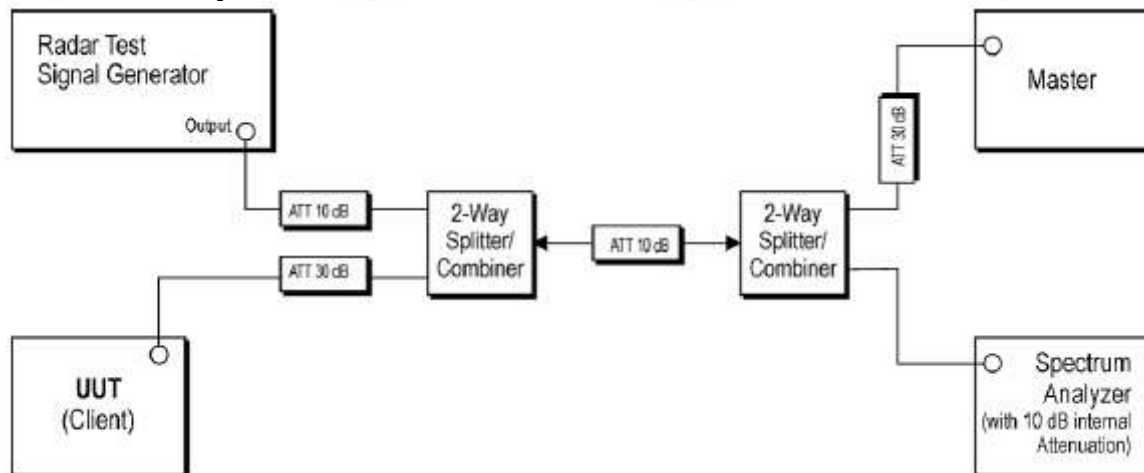 Radar Test
Signal Generator
Output
ATT 10 dB
ATT 30 dB
UUT
(Client)
2-Way
Splitter/
Combiner
ATT 10 dB
2-Way
Splitter/
Combiner
ATT 30 dB
Master
Spectrum
Analyzer
(with 10 dB internal
Attenuation)